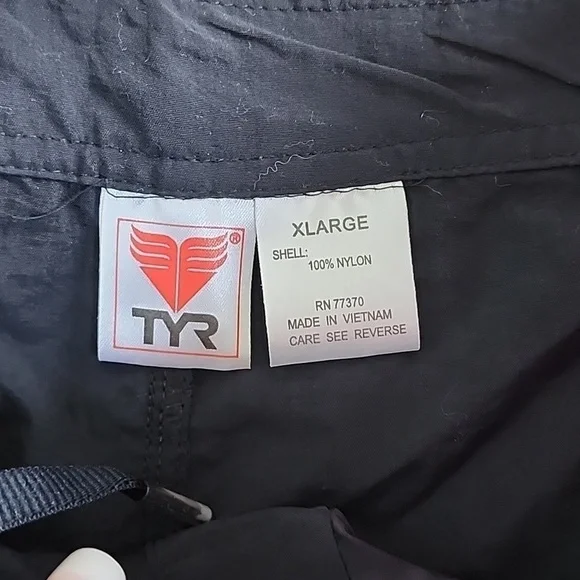 ®
TYR
XLARGE
SHELL:
100% NYLON
RN 77370
MADE IN VIETNAM
CARE SEE REVERSE